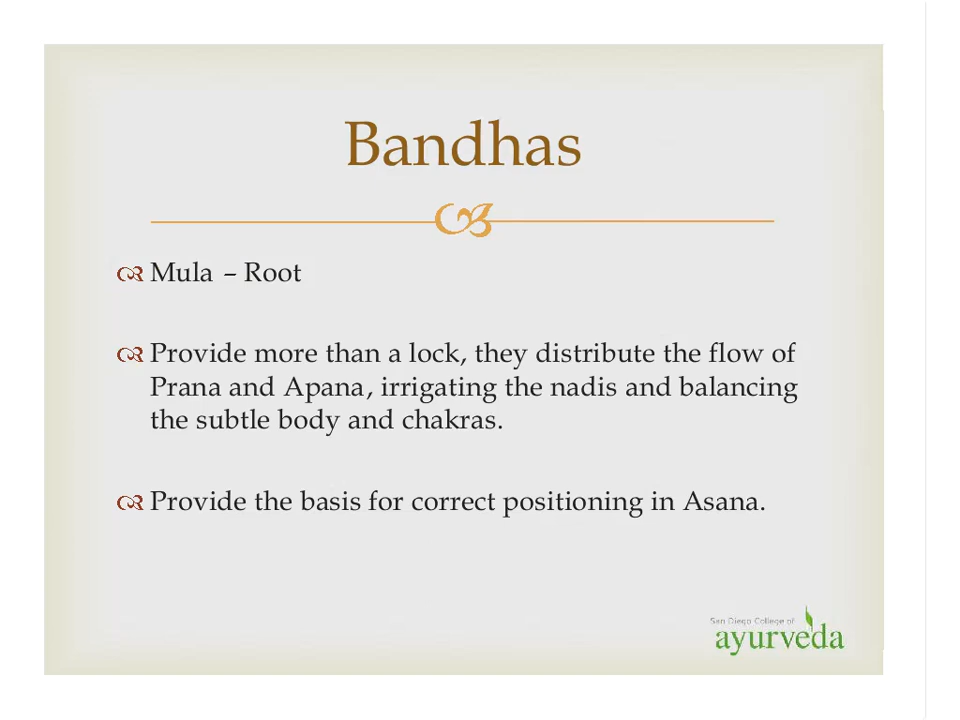 Bandhas
Mula – Root
Provide more than a lock, they distribute the flow of
Prana and Apana, irrigating the nadis and balancing
the subtle body and chakras.
Provide the basis for correct positioning in Asana.
San Diego College of
ayurveda